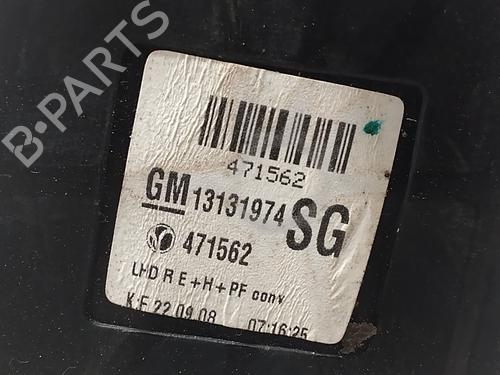 B-PARTS
471562
GM 13131974 SG
471562
LHD R E+H+PF conv
K.F 22.09.08 07:16:25